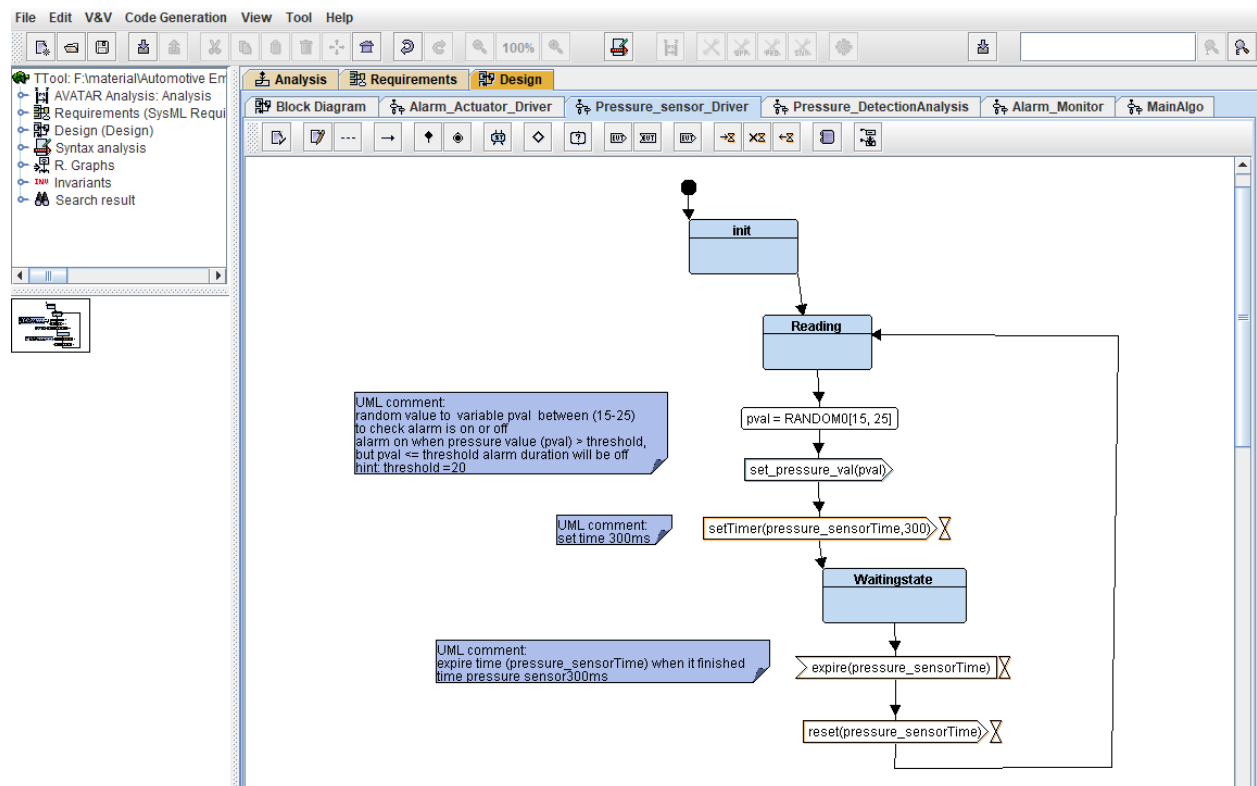 File Edit V&V Code Generation View Tool Help
100%
TTool: F:\material\Automotive Em
AVATAR Analysis: Analysis
Requirements (SysML Requi
Design (Design)
Syntax analysis
R. Graphs
INV Invariants
Search result
Analysis Requirements Design
Block Diagram Alarm_Actuator_Driver Pressure_sensor_Driver Pressure_DetectionAnalysis Alarm_Monitor MainAlgo
init
Reading
UML comment:
random value to variable pval between (15-25)
to check alarm is on or off
alarm on when pressure value (pval) > threshold,
but pval <= threshold alarm duration will be off
hint: threshold =20
pval = RANDOM0[15, 25]
set_pressure_val(pval)
UML comment:
set time 300ms
setTimer(pressure_sensorTime,300)
Waitingstate
UML comment:
expire time (pressure_sensorTime) when it finished
time pressure sensor300ms
expire(pressure_sensorTime)
reset(pressure_sensorTime)